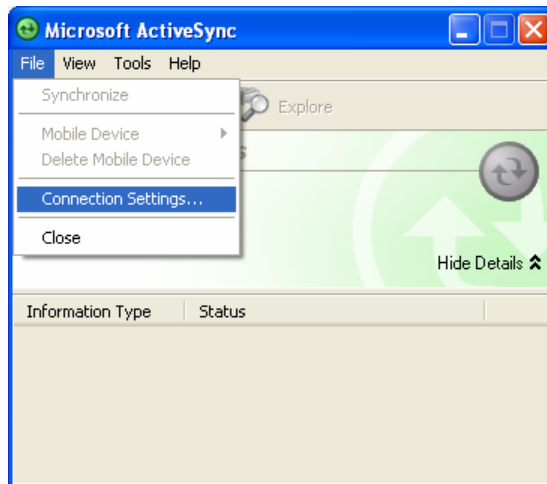 Microsoft ActiveSync
File View Tools Help
Synchronize
Explore
Mobile Device
Delete Mobile Device
Connection Settings...
Close
Hide Details
Information Type Status